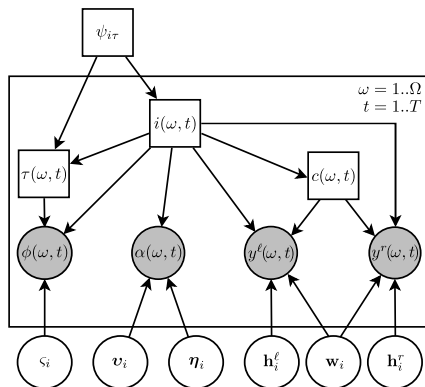 ψ_{iτ}
ω = 1..Ω
t = 1..T
i(ω, t)
τ(ω, t)
c(ω, t)
ϕ(ω, t)
α(ω, t)
y^ℓ(ω, t)
y^r(ω, t)
ς_i
υ_i
η_i
h_i^ℓ
w_i
h_i^r